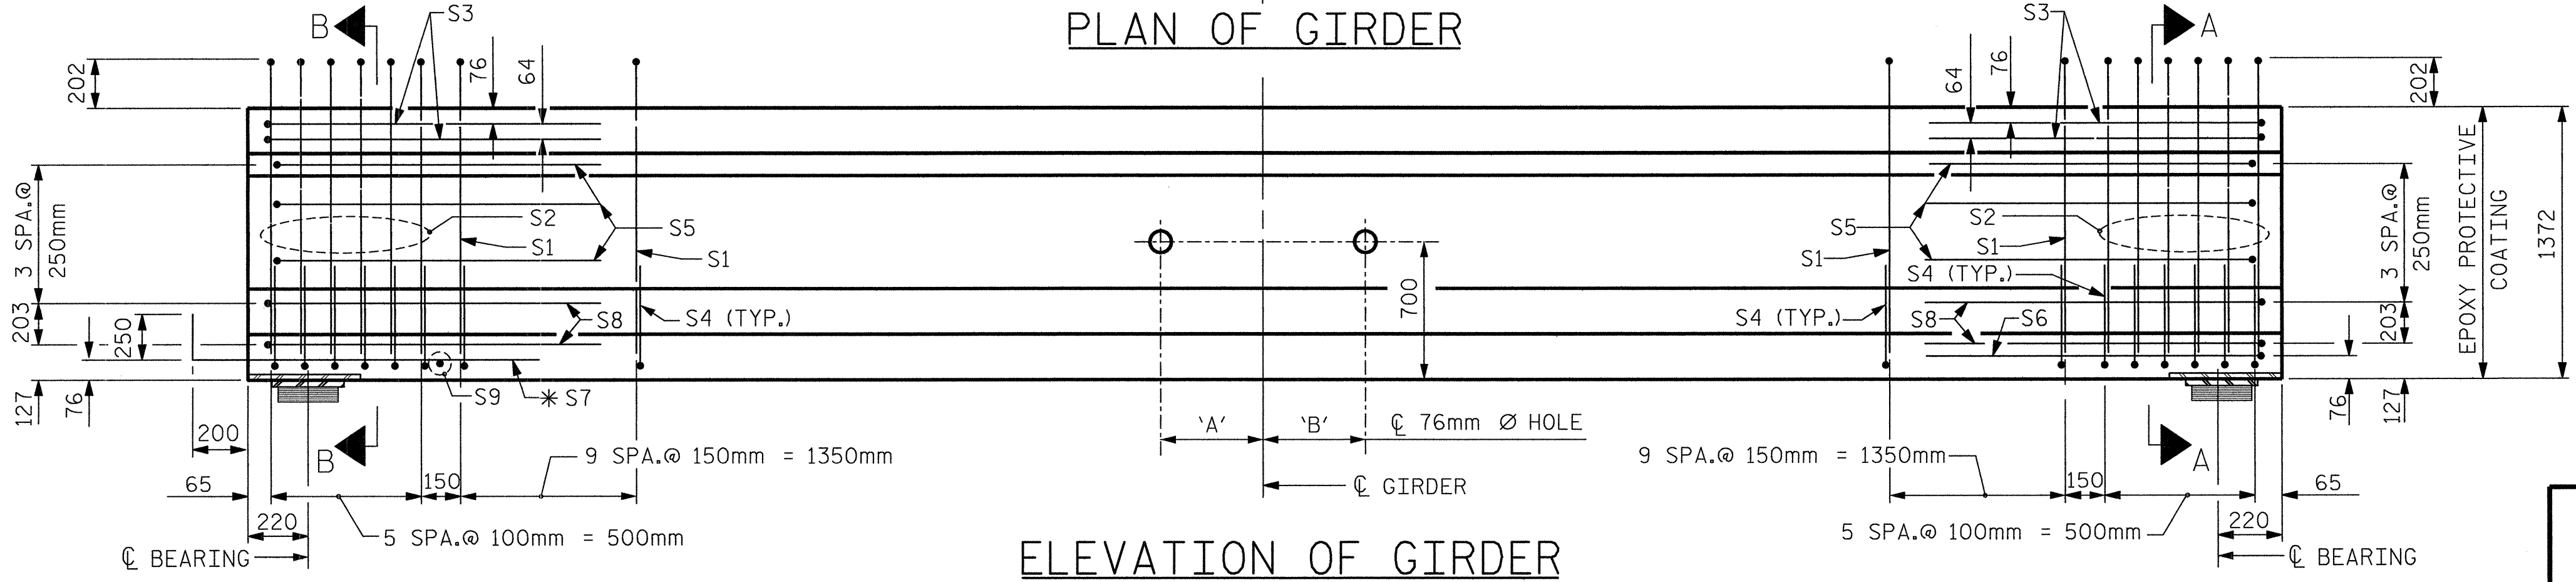 PLAN OF GIRDER
B
S3
S3
A
202
76
64
64
76
202
3 SPA.@
250mm
S2
S1
S5
S1
S5
S2
S1
S1
S4 (TYP.)
3 SPA.@
250mm
EPOXY PROTECTIVE
COATING
1372
203
250
S8
S4 (TYP.)
700
S4 (TYP.)
S8
S6
203
127
76
S9
* S7
76
127
200
B
'A'
'B'
℄ 76mm Ø HOLE
A
9 SPA.@ 150mm = 1350mm
9 SPA.@ 150mm = 1350mm
65
150
℄ GIRDER
150
65
220
5 SPA.@ 100mm = 500mm
5 SPA.@ 100mm = 500mm
220
℄ BEARING
ELEVATION OF GIRDER
℄ BEARING